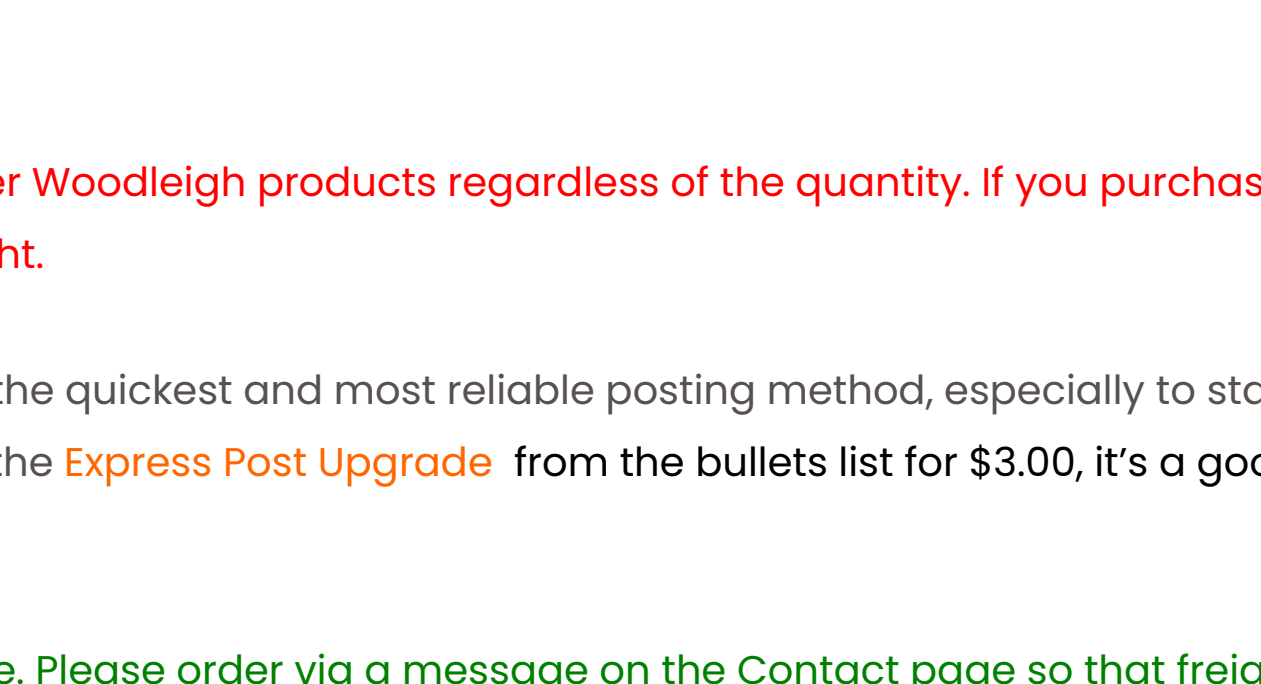 er Woodleigh products regardless of the quantity. If you purchas
ht.
the quickest and most reliable posting method, especially to sta
the Express Post Upgrade from the bullets list for $3.00, it’s a goo
e. Please order via a message on the Contact page so that freig